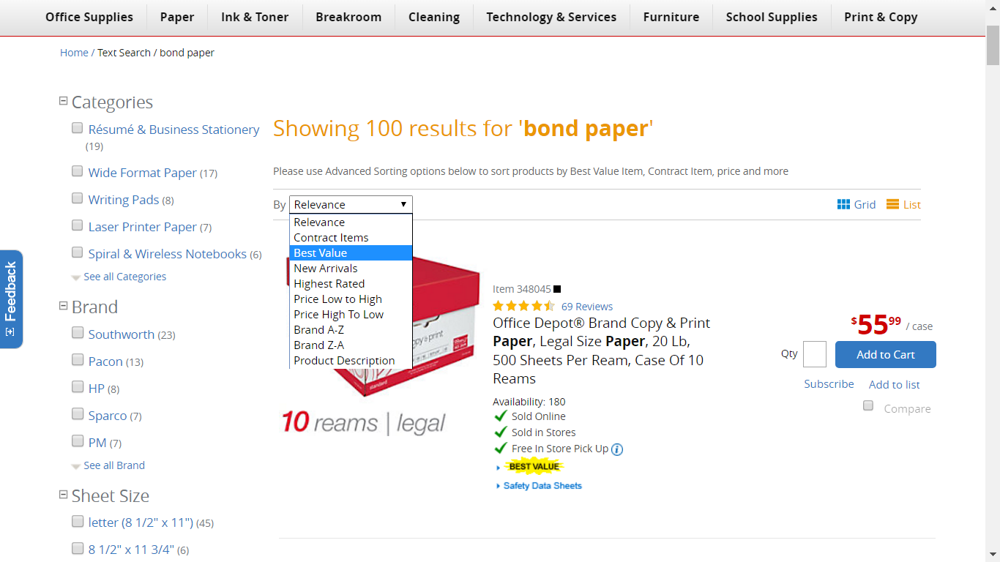 Office Supplies
Paper
Ink & Toner
Breakroom
Cleaning
Technology & Services
Furniture
School Supplies
Print & Copy
Home / Text Search / bond paper
Categories
Résumé & Business Stationery
(19)
Wide Format Paper (17)
Writing Pads (8)
Laser Printer Paper (7)
Spiral & Wireless Notebooks (6)
See all Categories
Brand
Southworth (23)
Pacon (13)
HP (8)
Sparco (7)
PM (7)
See all Brand
Sheet Size
letter (8 1/2" x 11") (45)
8 1/2" x 11 3/4" (6)
Feedback
Showing 100 results for 'bond paper'
Please use Advanced Sorting options below to sort products by Best Value Item, Contract Item, price and more
By
Relevance
Grid
List
Relevance
Contract Items
Best Value
New Arrivals
Highest Rated
Price Low to High
Price High To Low
Brand A-Z
Brand Z-A
Product Description
standard
10 reams | legal
Item 348045
69 Reviews
Office Depot® Brand Copy & Print
Paper, Legal Size Paper, 20 Lb,
500 Sheets Per Ream, Case Of 10
Reams
Availability: 180
Sold Online
Sold in Stores
Free In Store Pick Up
BEST VALUE
Safety Data Sheets
$5599 / case
Qty
Add to Cart
Subscribe
Add to list
Compare